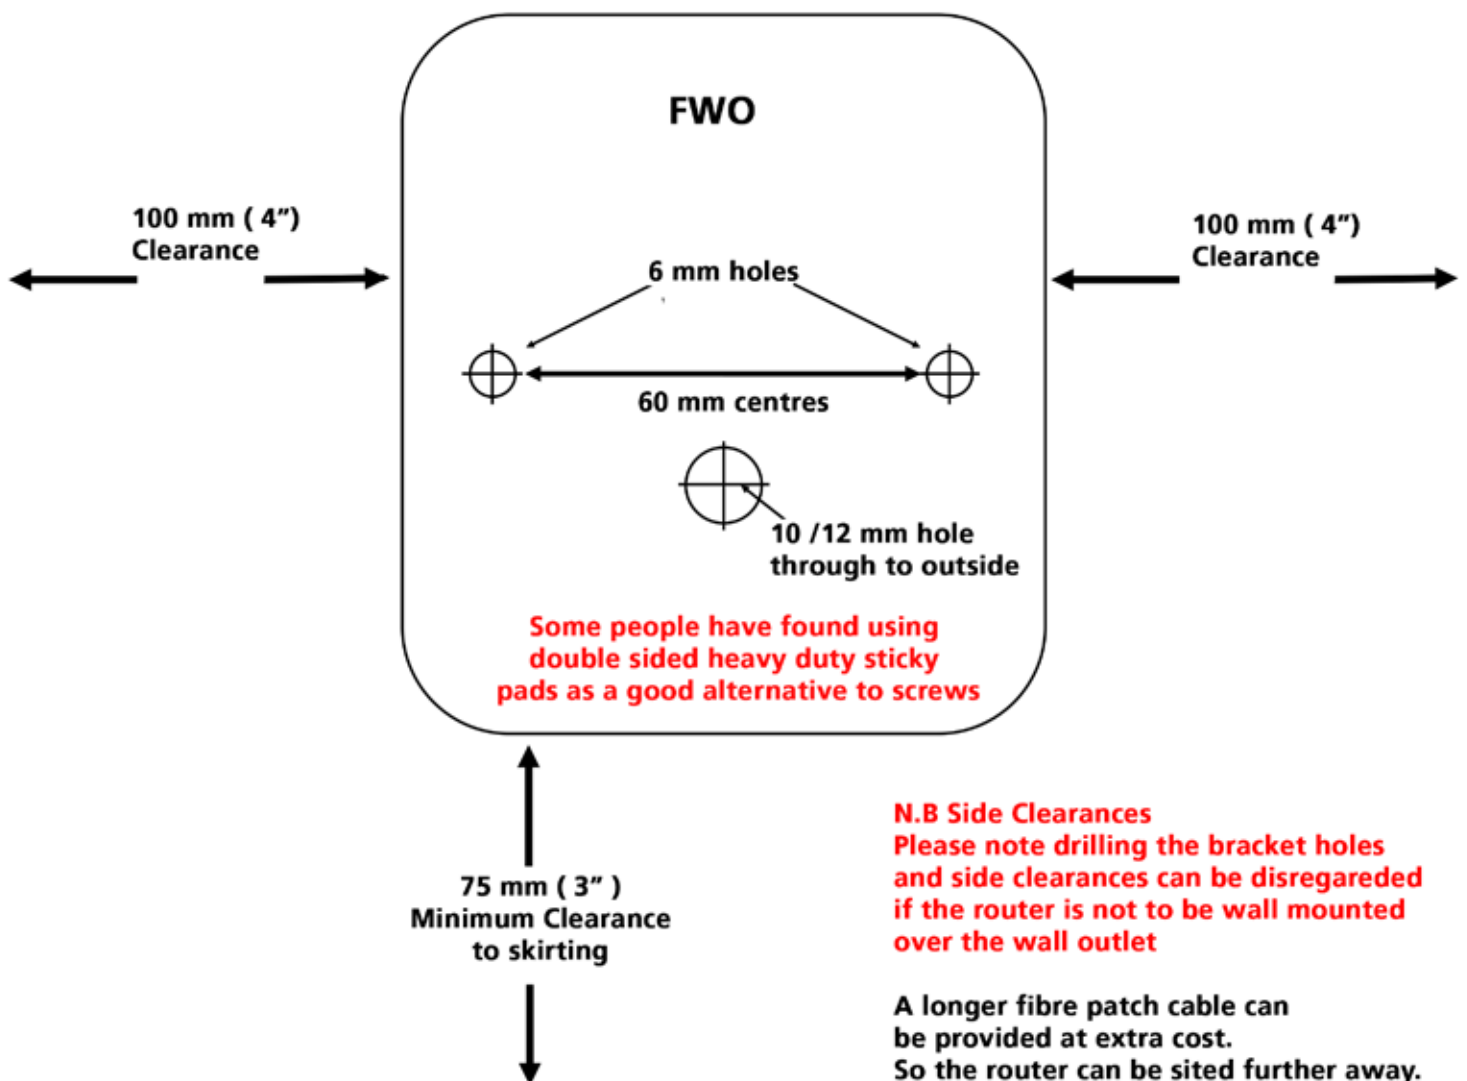 FWO
100 mm ( 4”)
Clearance
100 mm ( 4”)
Clearance
6 mm holes
60 mm centres
10 /12 mm hole
through to outside
Some people have found using
double sided heavy duty sticky
pads as a good alternative to screws
75 mm ( 3” )
Minimum Clearance
to skirting
N.B Side Clearances
Please note drilling the bracket holes
and side clearances can be disregareded
if the router is not to be wall mounted
over the wall outlet
A longer fibre patch cable can
be provided at extra cost.
So the router can be sited further away.